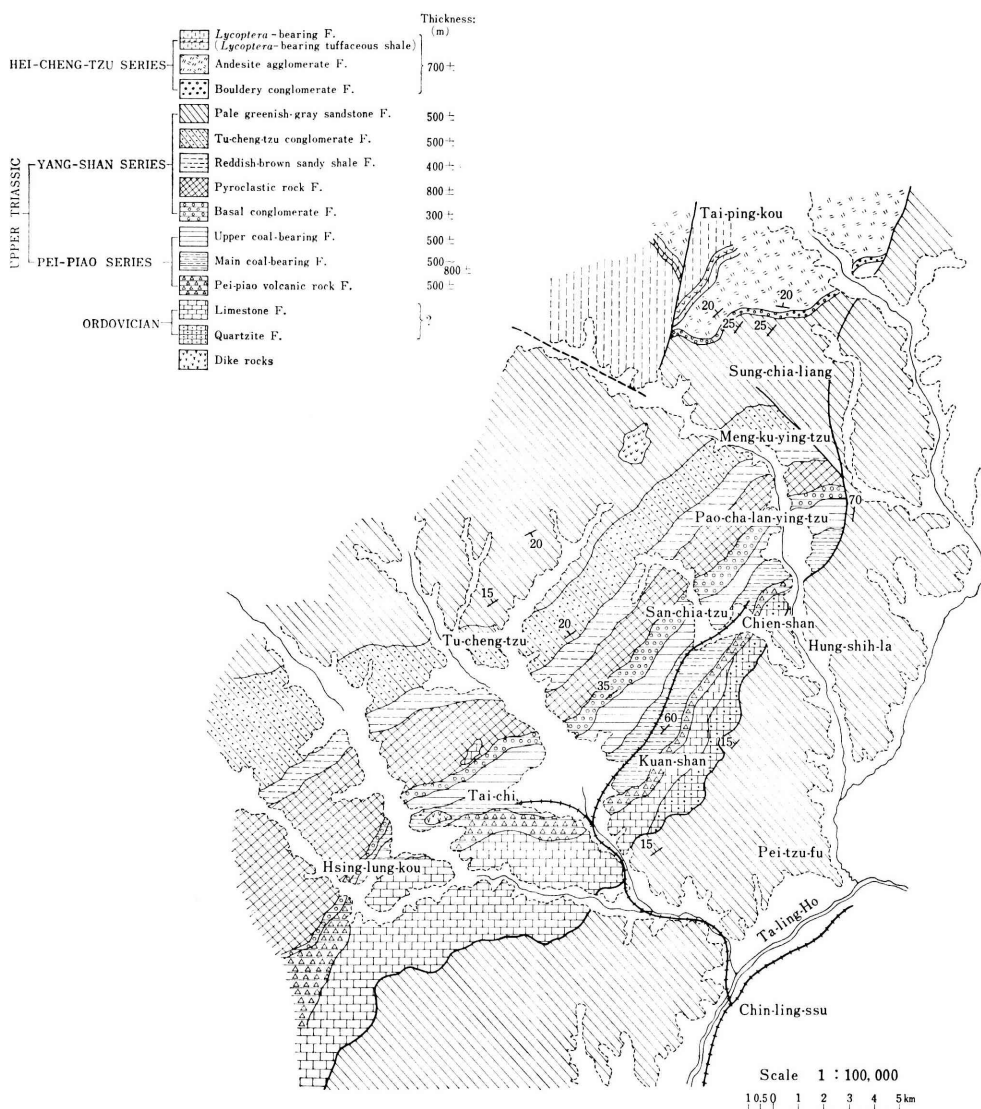 Thickness:
(m)
Lycoptera-bearing F.
(Lycoptera-bearing tuffaceous shale)
HEI-CHENG-TZU SERIES
Andesite agglomerate F.
700 ±
Bouldery conglomerate F.
Pale greenish-gray sandstone F. 500 ±
Tu-cheng-tzu conglomerate F. 500 ±
YANG-SHAN SERIES
Reddish-brown sandy shale F. 400 ±
Pyroclastic rock F. 800 ±
Basal conglomerate F. 300 ±
UPPER TRIASSIC
Upper coal-bearing F. 500 ±
PEI-PIAO SERIES
Main coal-bearing F. 500~
800 ±
Pei-piao volcanic rock F. 500 ±
ORDOVICIAN
Limestone F.
?
Quartzite F.
Dike rocks
Tai-ping-kou
20
20
25
25
Sung-chia-liang
Meng-ku-ying-tzu
70
Pao-cha-lan-ying-tzu
20
15
San-chia-tzu
Chien-shan
20
Tu-cheng-tzu
Hung-shih-la
35
60
15
Kuan-shan
Tai-chi
15
Pei-tzu-fu
Hsing-lung-kou
Ta-ling-Ho
Chin-ling-ssu
Scale 1 : 100,000
1 0.5 0 1 2 3 4 5 km